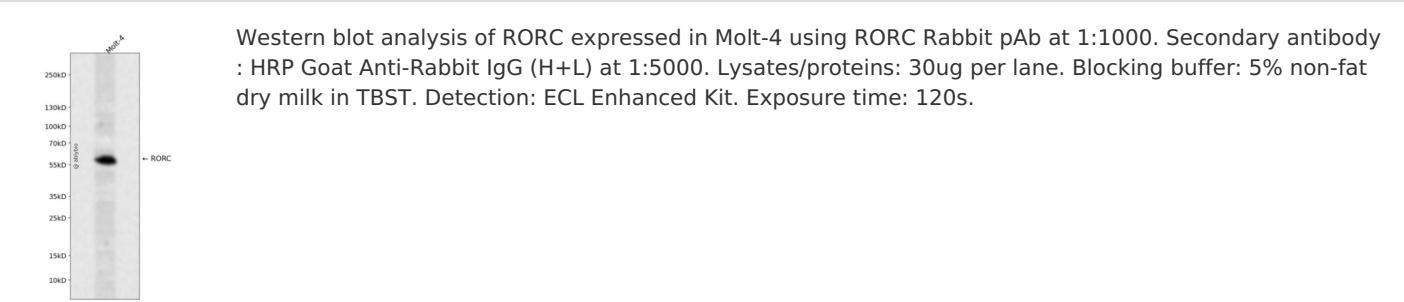 Molt-4
250kD
130kD
100kD
70kD
55kD
35kD
25kD
15kD
10kD
← RORC
Western blot analysis of RORC expressed in Molt-4 using RORC Rabbit pAb at 1:1000. Secondary antibody
: HRP Goat Anti-Rabbit IgG (H+L) at 1:5000. Lysates/proteins: 30ug per lane. Blocking buffer: 5% non-fat
dry milk in TBST. Detection: ECL Enhanced Kit. Exposure time: 120s.